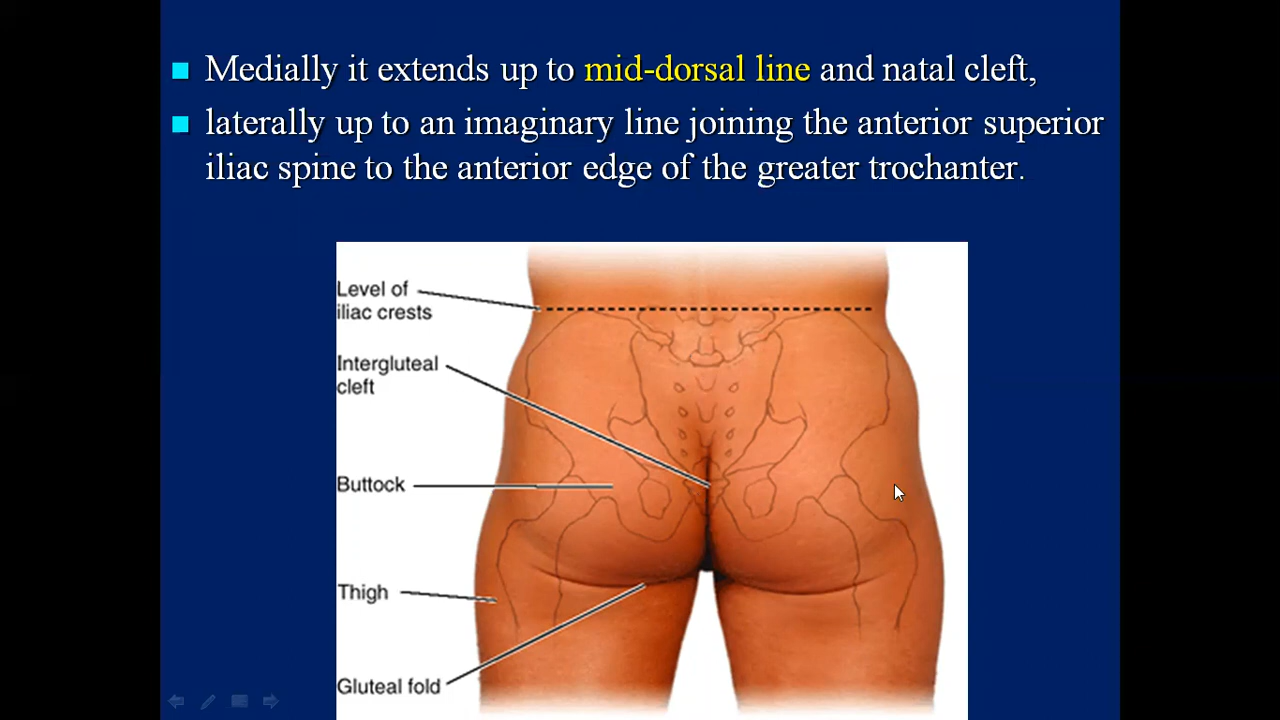 Medially it extends up to mid-dorsal line and natal cleft,
laterally up to an imaginary line joining the anterior superior
iliac spine to the anterior edge of the greater trochanter.
Level of
iliac crests
Intergluteal
cleft
Buttock
Thigh
Gluteal fold